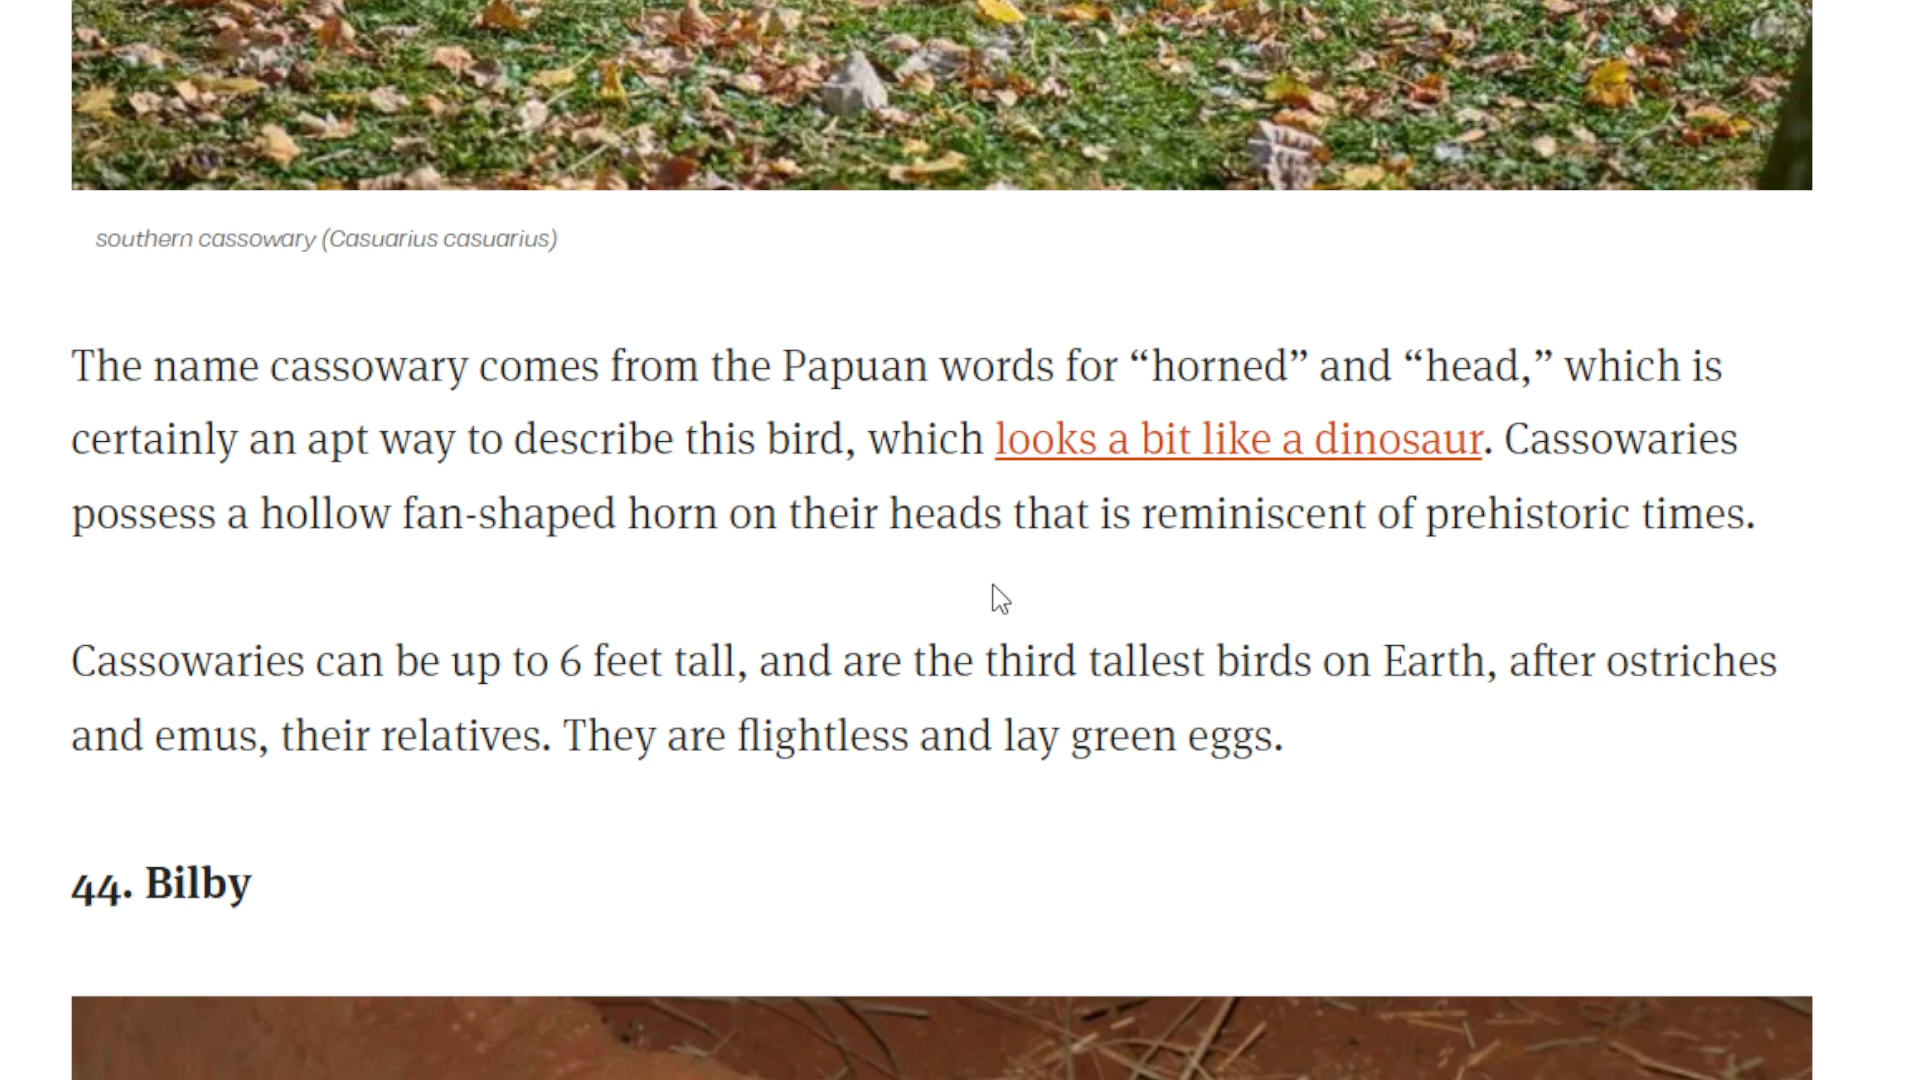 southern cassowary (Casuarius casuarius)
The name cassowary comes from the Papuan words for “horned” and “head,” which is
certainly an apt way to describe this bird, which looks a bit like a dinosaur. Cassowaries
possess a hollow fan-shaped horn on their heads that is reminiscent of prehistoric times.
Cassowaries can be up to 6 feet tall, and are the third tallest birds on Earth, after ostriches
and emus, their relatives. They are flightless and lay green eggs.
44. Bilby